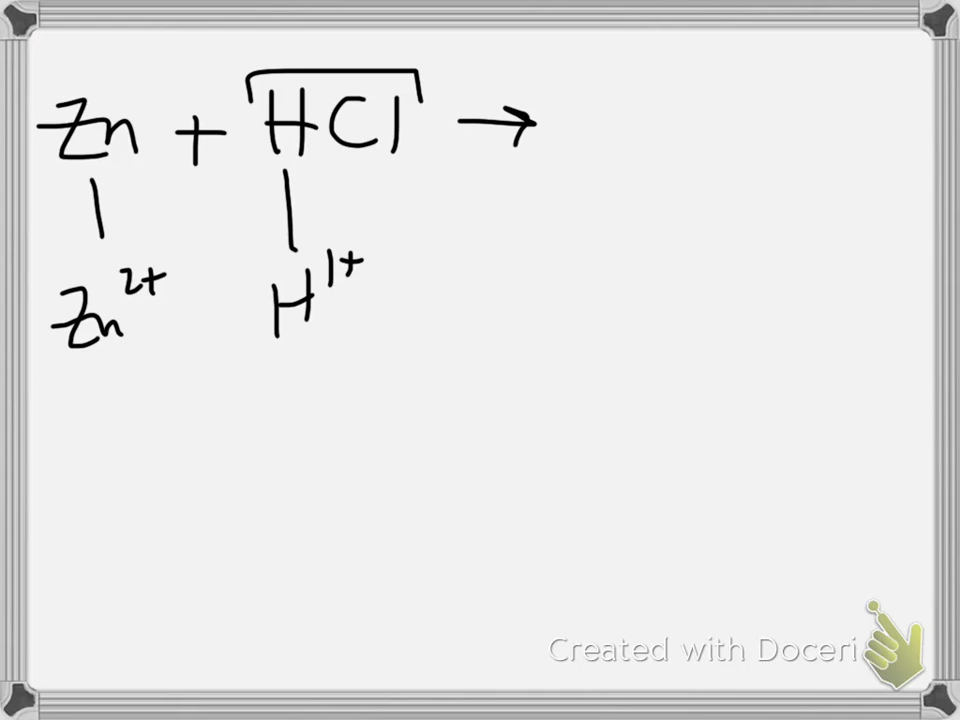 Zn + HCl →
Zn²⁺ H¹⁺
Created with Doceri